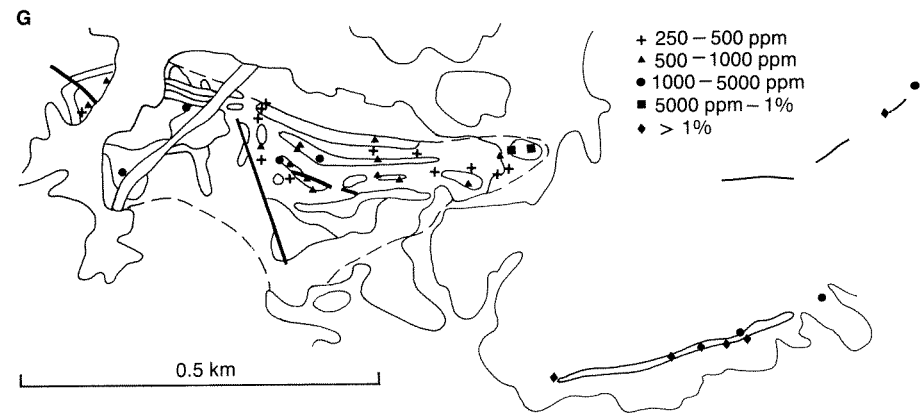 G
+ 250 – 500 ppm
▲ 500 – 1000 ppm
● 1000 – 5000 ppm
■ 5000 ppm – 1%
♦ > 1%
0.5 km